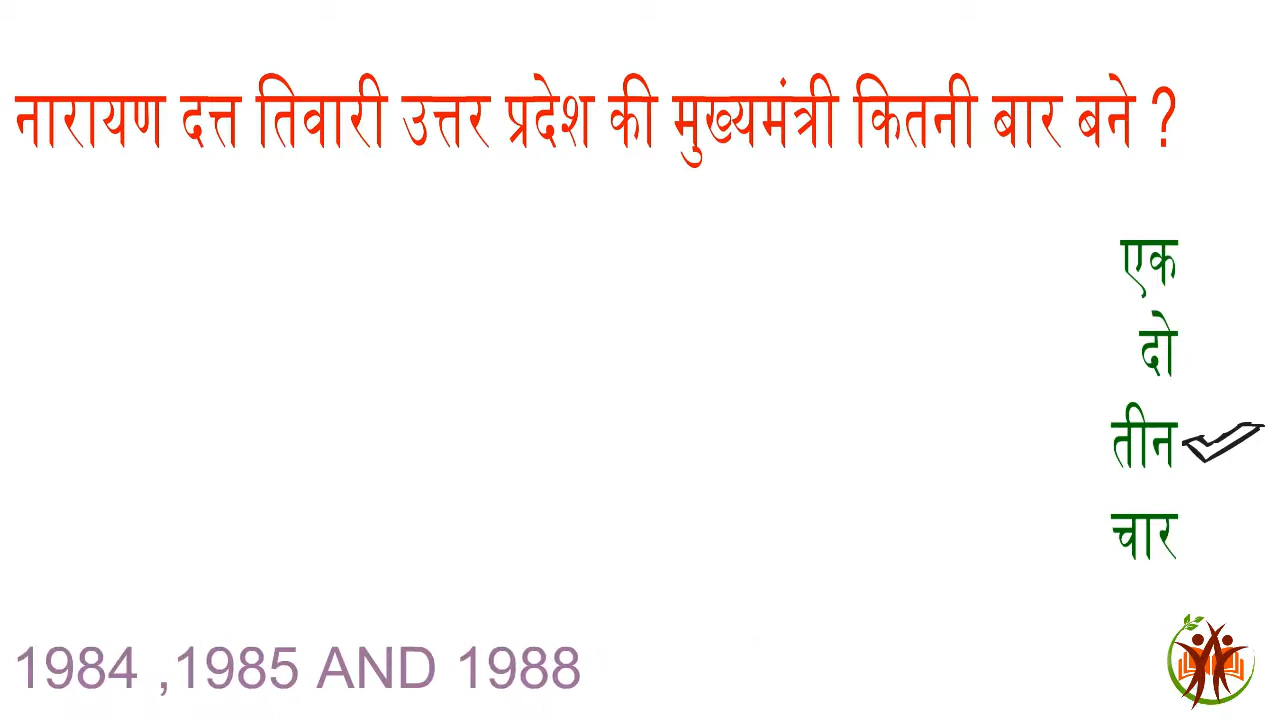 नारायण दत्त तिवारी उत्तर प्रदेश की मुख्यमंत्री कितनी बार बने ?
एक
दो
तीन
चार
1984 ,1985 AND 1988